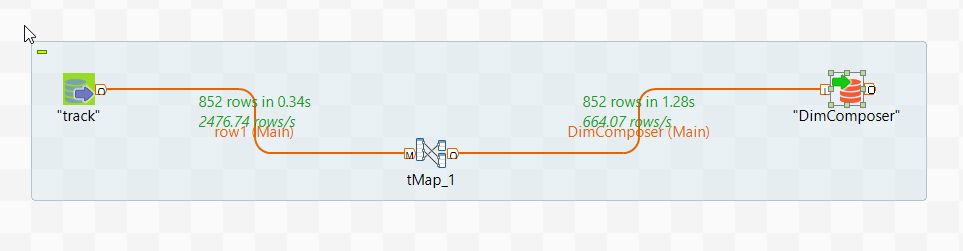 "track"
O
852 rows in 0.34s
2476.74 rows/s
row1 (Main)
M
O
tMap_1
852 rows in 1.28s
664.07 rows/s
DimComposer (Main)
O
"DimComposer"